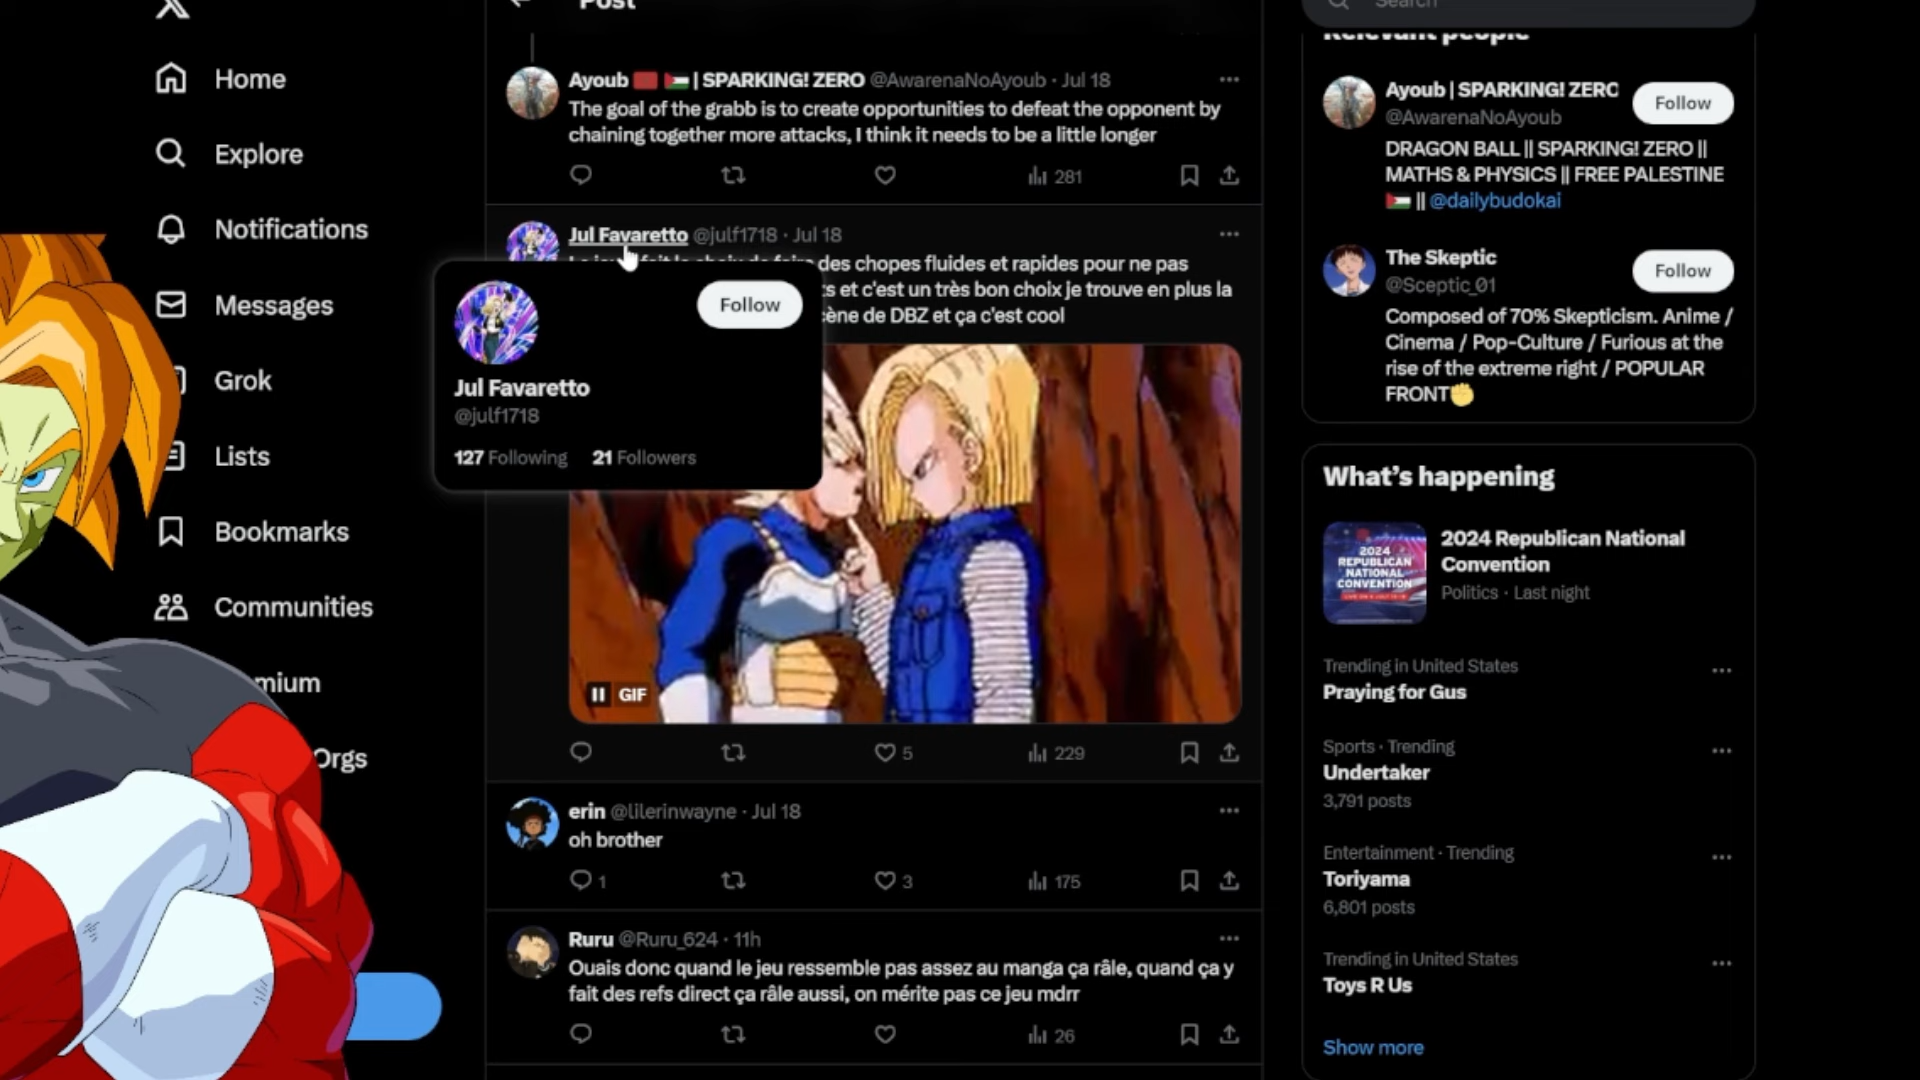 Post
Search
Home
Explore
Notifications
Messages
Grok
Lists
Bookmarks
Communities
mium
Orgs
Ayoub | SPARKING! ZERO @AwarenaNoAyoub · Jul 18
The goal of the grabb is to create opportunities to defeat the opponent by
chaining together more attacks, I think it needs to be a little longer
281
Jul Favaretto @julf1718 · Jul 18
des chopes fluides et rapides pour ne pas
et c'est un très bon choix je trouve en plus la
DBZ et ça c'est cool
Follow
Jul Favaretto
@julf1718
127 Following 21 Followers
GIF
5 229
erin @lilerinwayne · Jul 18
oh brother
1 3 175
Ruru @Ruru_624 · 11h
Ouais donc quand le jeu ressemble pas assez au manga ça râle, quand ça y
fait des refs direct ça râle aussi, on mérite pas ce jeu mdrr
26
Relevant people
Ayoub | SPARKING! ZERO
Follow
@AwarenaNoAyoub
DRAGON BALL || SPARKING! ZERO ||
MATHS & PHYSICS || FREE PALESTINE
|| @dailybudokai
The Skeptic
Follow
@Sceptic_01
Composed of 70% Skepticism. Anime /
Cinema / Pop-Culture / Furious at the
rise of the extreme right / POPULAR
FRONT✊
What's happening
2024
REPUBLICAN
NATIONAL
CONVENTION
2024 Republican National
Convention
Politics · Last night
Trending in United States
Praying for Gus
Sports · Trending
Undertaker
3,791 posts
Entertainment · Trending
Toriyama
6,801 posts
Trending in United States
Toys R Us
Show more